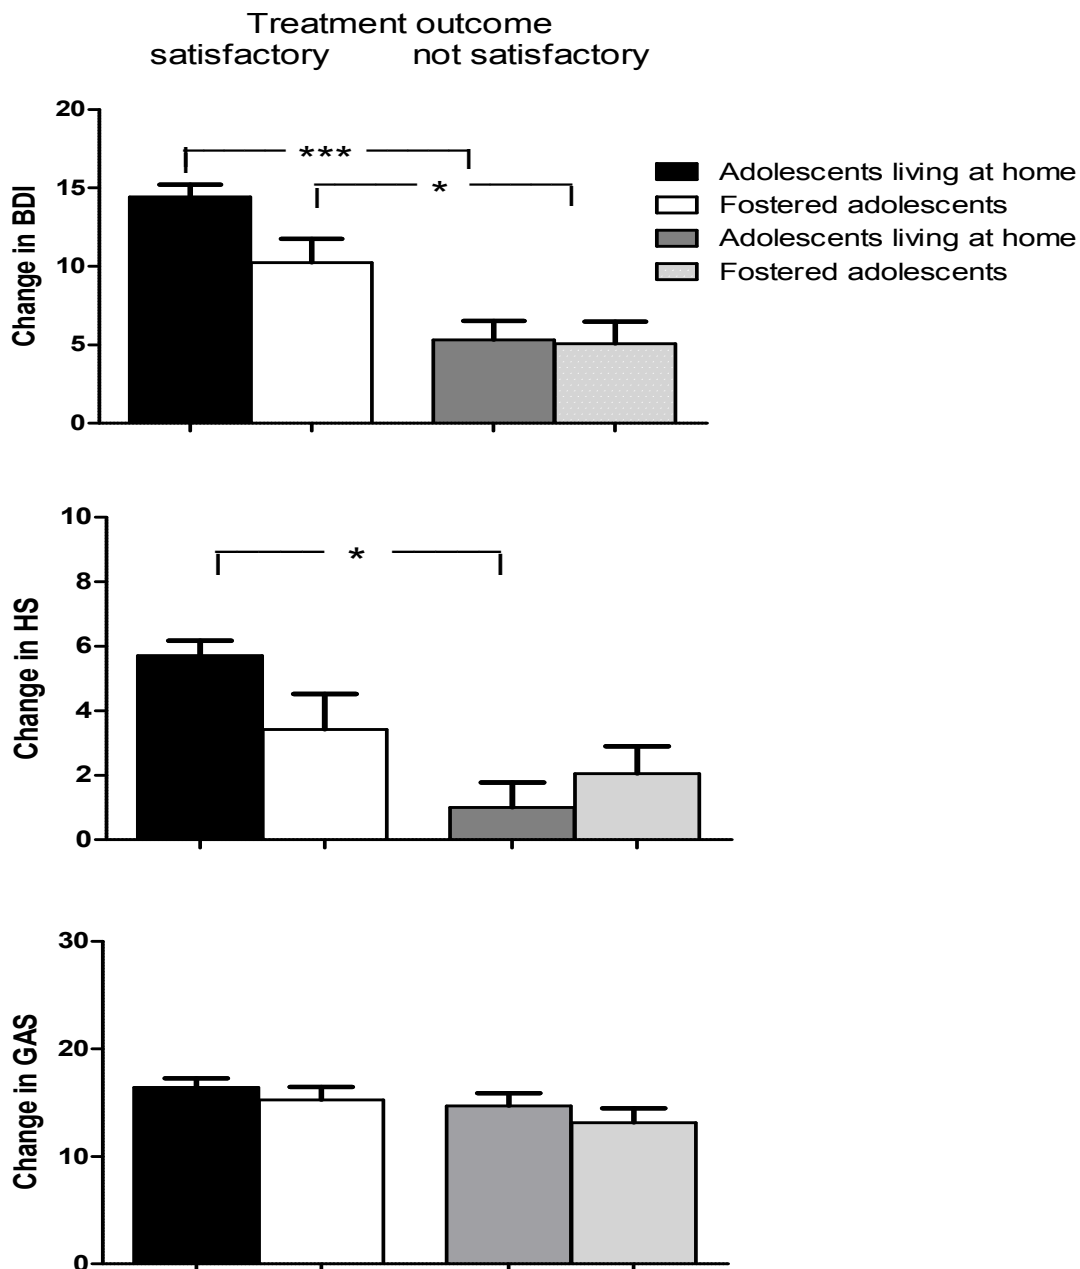 Treatment outcome
satisfactory not satisfactory
20
15
10
5
0
Change in BDI
***
*
Adolescents living at home
Fostered adolescents
Adolescents living at home
Fostered adolescents
10
8
6
4
2
0
Change in HS
*
30
20
10
0
Change in GAS